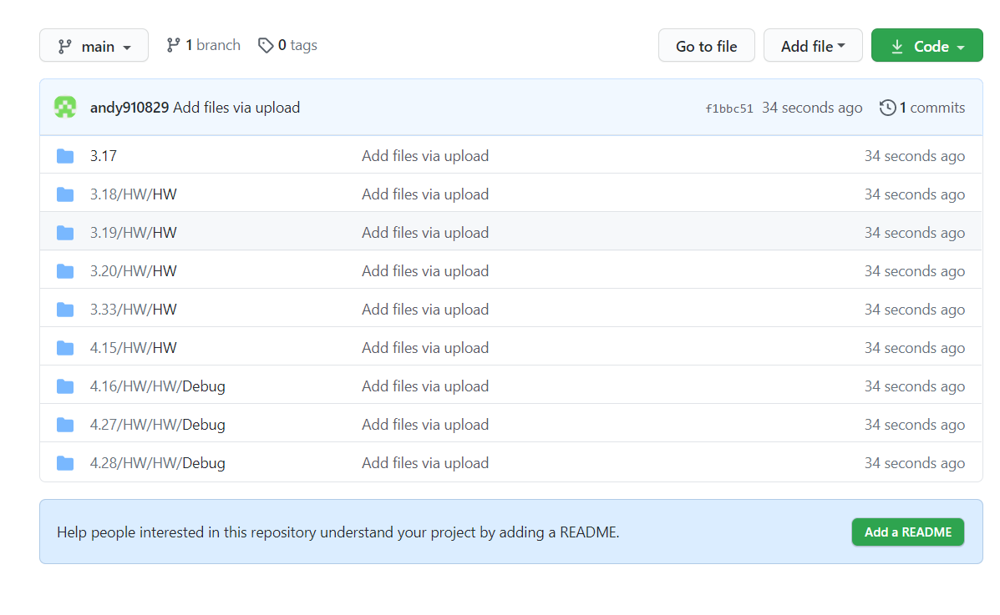 main 1 branch 0 tags Go to file Add file Code
andy910829 Add files via upload f1bbc51 34 seconds ago 1 commits
3.17 Add files via upload 34 seconds ago
3.18/HW/HW Add files via upload 34 seconds ago
3.19/HW/HW Add files via upload 34 seconds ago
3.20/HW/HW Add files via upload 34 seconds ago
3.33/HW/HW Add files via upload 34 seconds ago
4.15/HW/HW Add files via upload 34 seconds ago
4.16/HW/HW/Debug Add files via upload 34 seconds ago
4.27/HW/HW/Debug Add files via upload 34 seconds ago
4.28/HW/HW/Debug Add files via upload 34 seconds ago
Help people interested in this repository understand your project by adding a README. Add a README